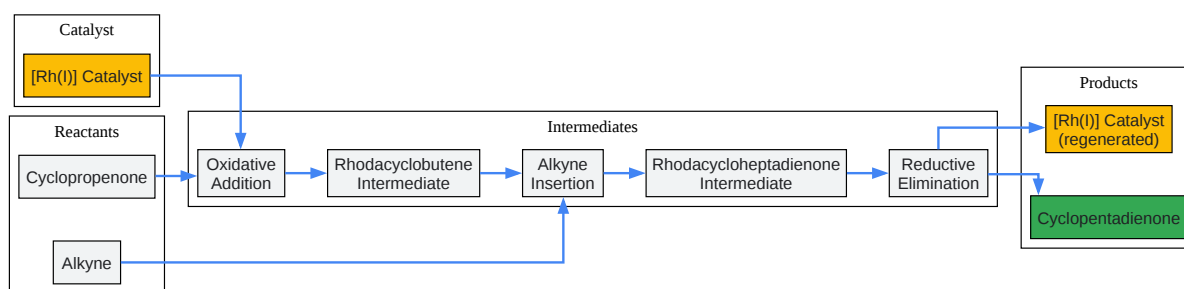 Catalyst
[Rh(I)] Catalyst
Reactants
Cyclopropenone
Alkyne
Intermediates
Oxidative
Addition
Rhodacyclobutene
Intermediate
Alkyne
Insertion
Rhodacycloheptadienone
Intermediate
Reductive
Elimination
Products
[Rh(I)] Catalyst
(regenerated)
Cyclopentadienone